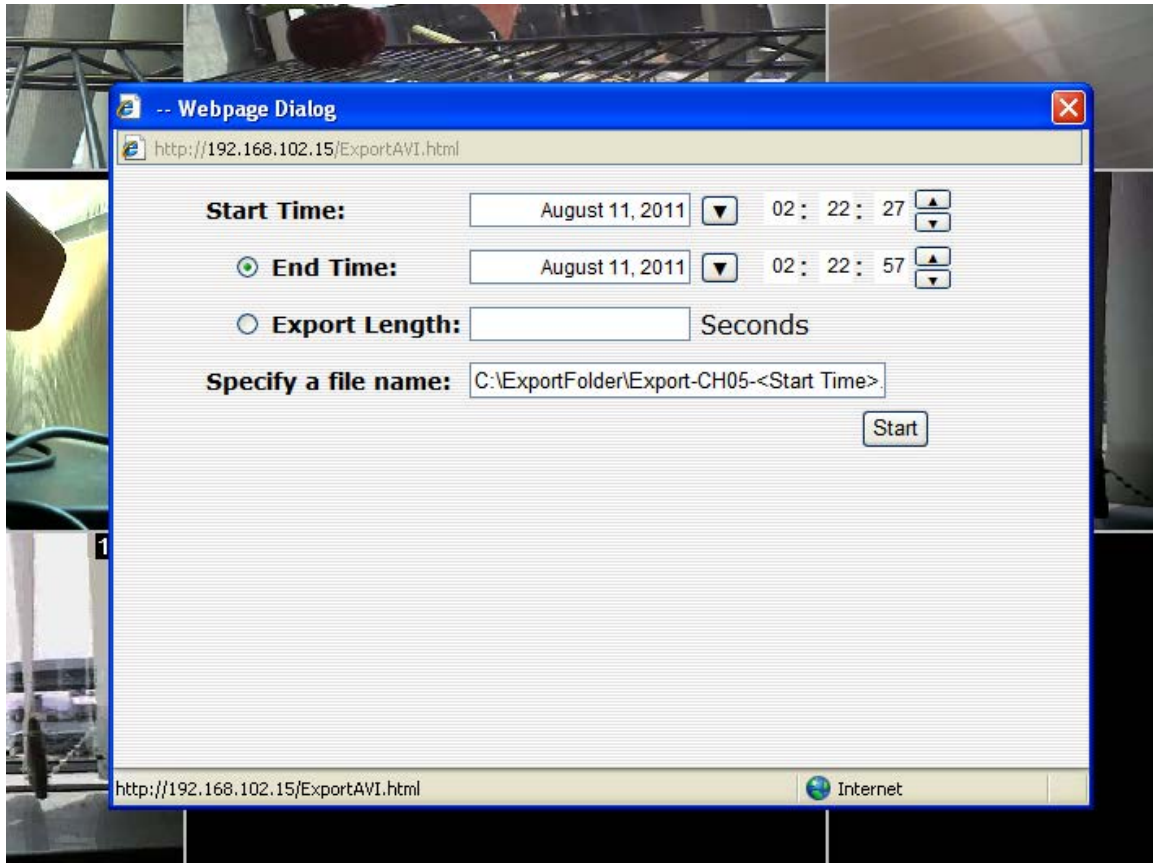 -- Webpage Dialog
http://192.168.102.15/ExportAVI.html
Start Time: August 11, 2011 02: 22: 27
End Time: August 11, 2011 02: 22: 57
Export Length: Seconds
Specify a file name: C:\ExportFolder\Export-CH05-<Start Time>.
Start
1
http://192.168.102.15/ExportAVI.html Internet